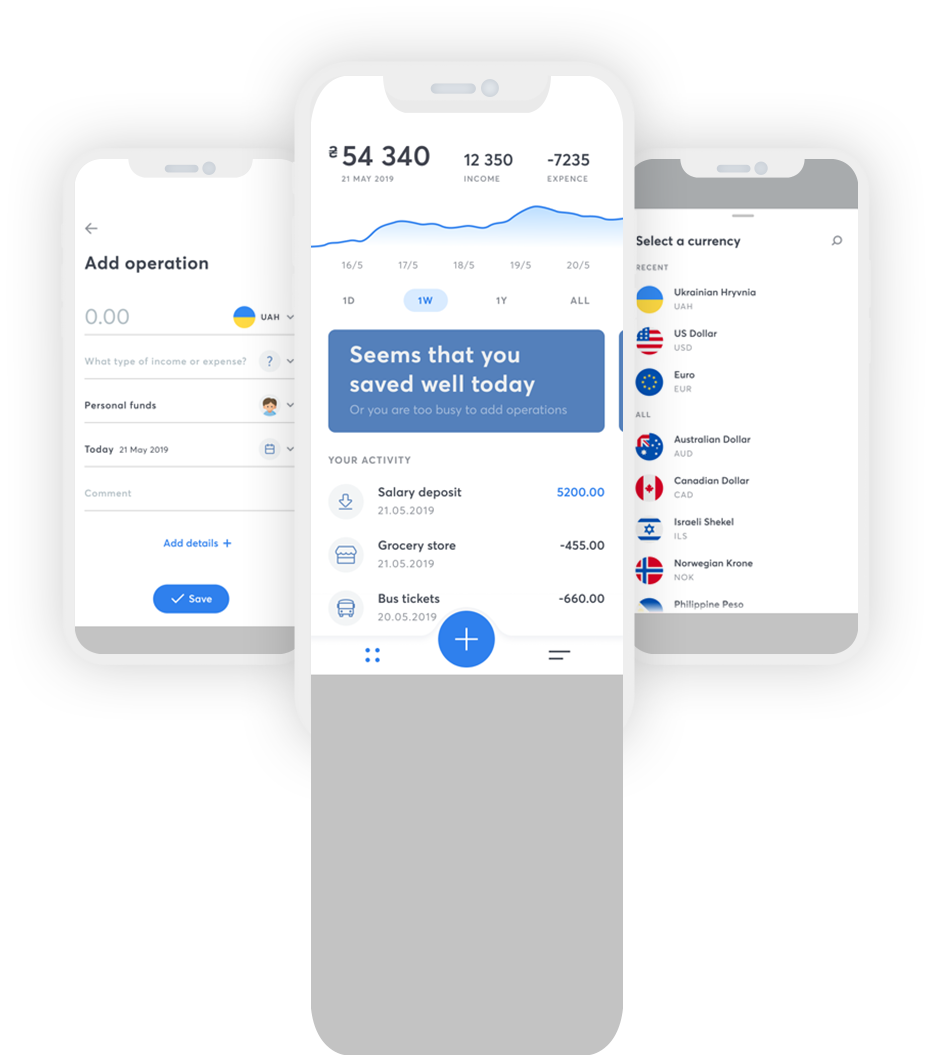 Add operation
0.00
UAH
What type of income or expense?
?
Personal funds
Today 21 May 2019
Comment
Add details +
Save
₴ 54 340
21 MAY 2019
12 350
INCOME
-7235
EXPENCE
16/5 17/5 18/5 19/5 20/5
1D 1W 1Y ALL
Seems that you
saved well today
Or you are too busy to add operations
YOUR ACTIVITY
Salary deposit 5200.00
21.05.2019
Grocery store -455.00
21.05.2019
Bus tickets -660.00
20.05.2019
Select a currency
RECENT
Ukrainian Hryvnia
UAH
US Dollar
USD
Euro
EUR
ALL
Australian Dollar
AUD
Canadian Dollar
CAD
Israeli Shekel
ILS
Norwegian Krone
NOK
Philippine Peso